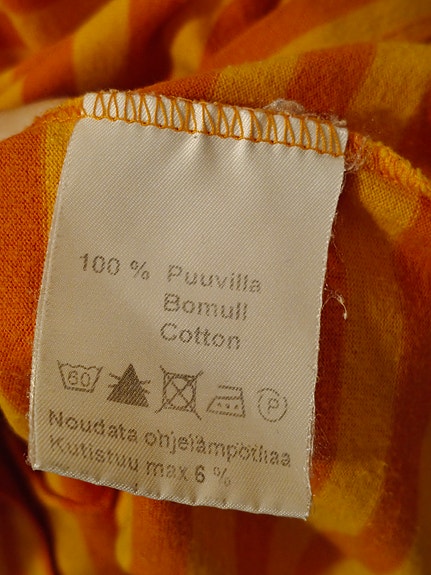 100 % Puuvilla
Bomull
Cotton
60 P
Noudata ohjelämpötilaa
Kutistuu max 6 %